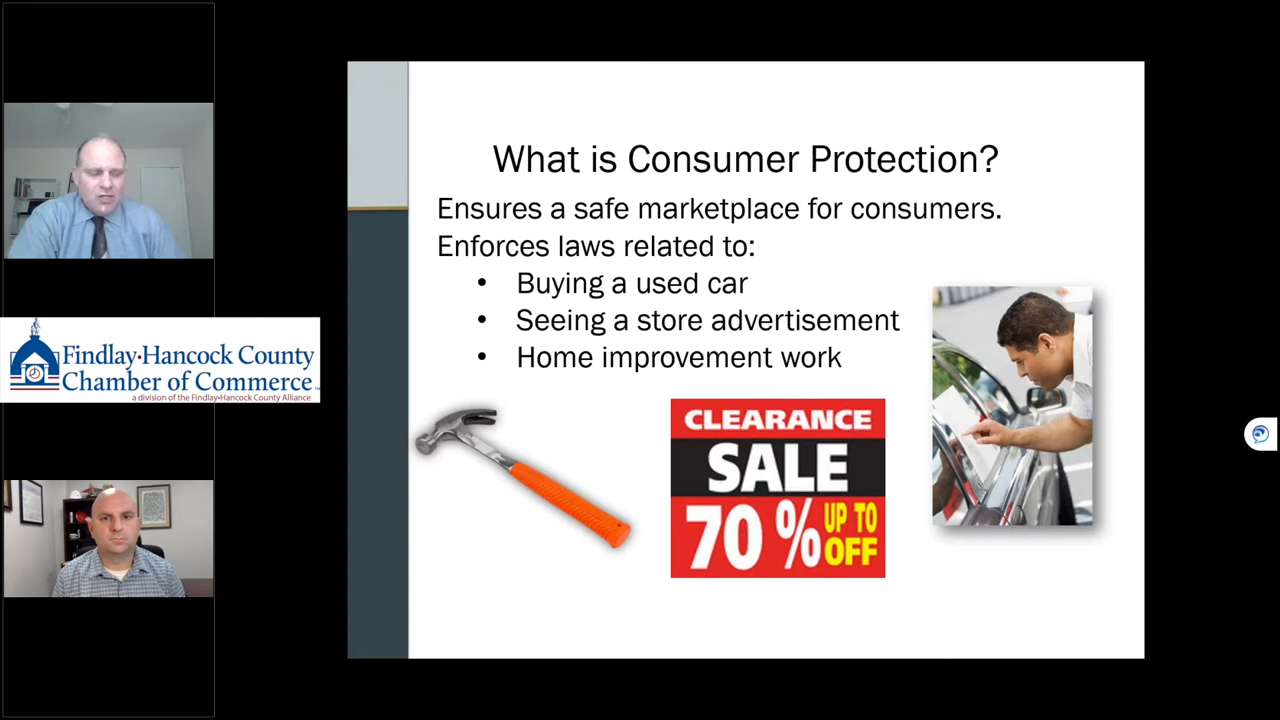 What is Consumer Protection?
Ensures a safe marketplace for consumers.
Enforces laws related to:
• Buying a used car
• Seeing a store advertisement
• Home improvement work
Findlay•Hancock County
Chamber of Commerce
a division of the Findlay•Hancock County Alliance
CLEARANCE
SALE
70 % UP TO
OFF